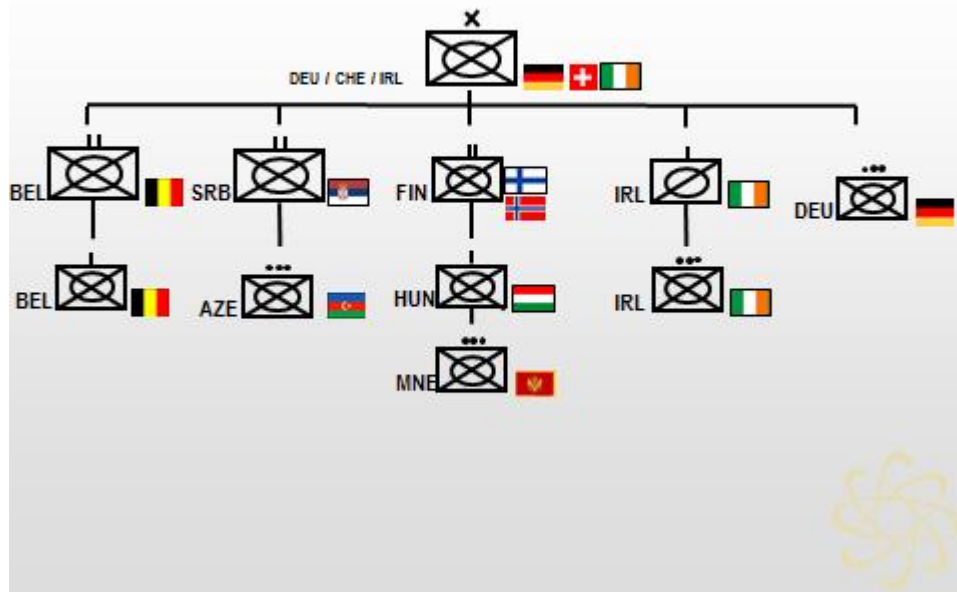 DEU / CHE / IRL
BEL
SRB
FIN
IRL
DEU
BEL
AZE
HUN
IRL
MNE